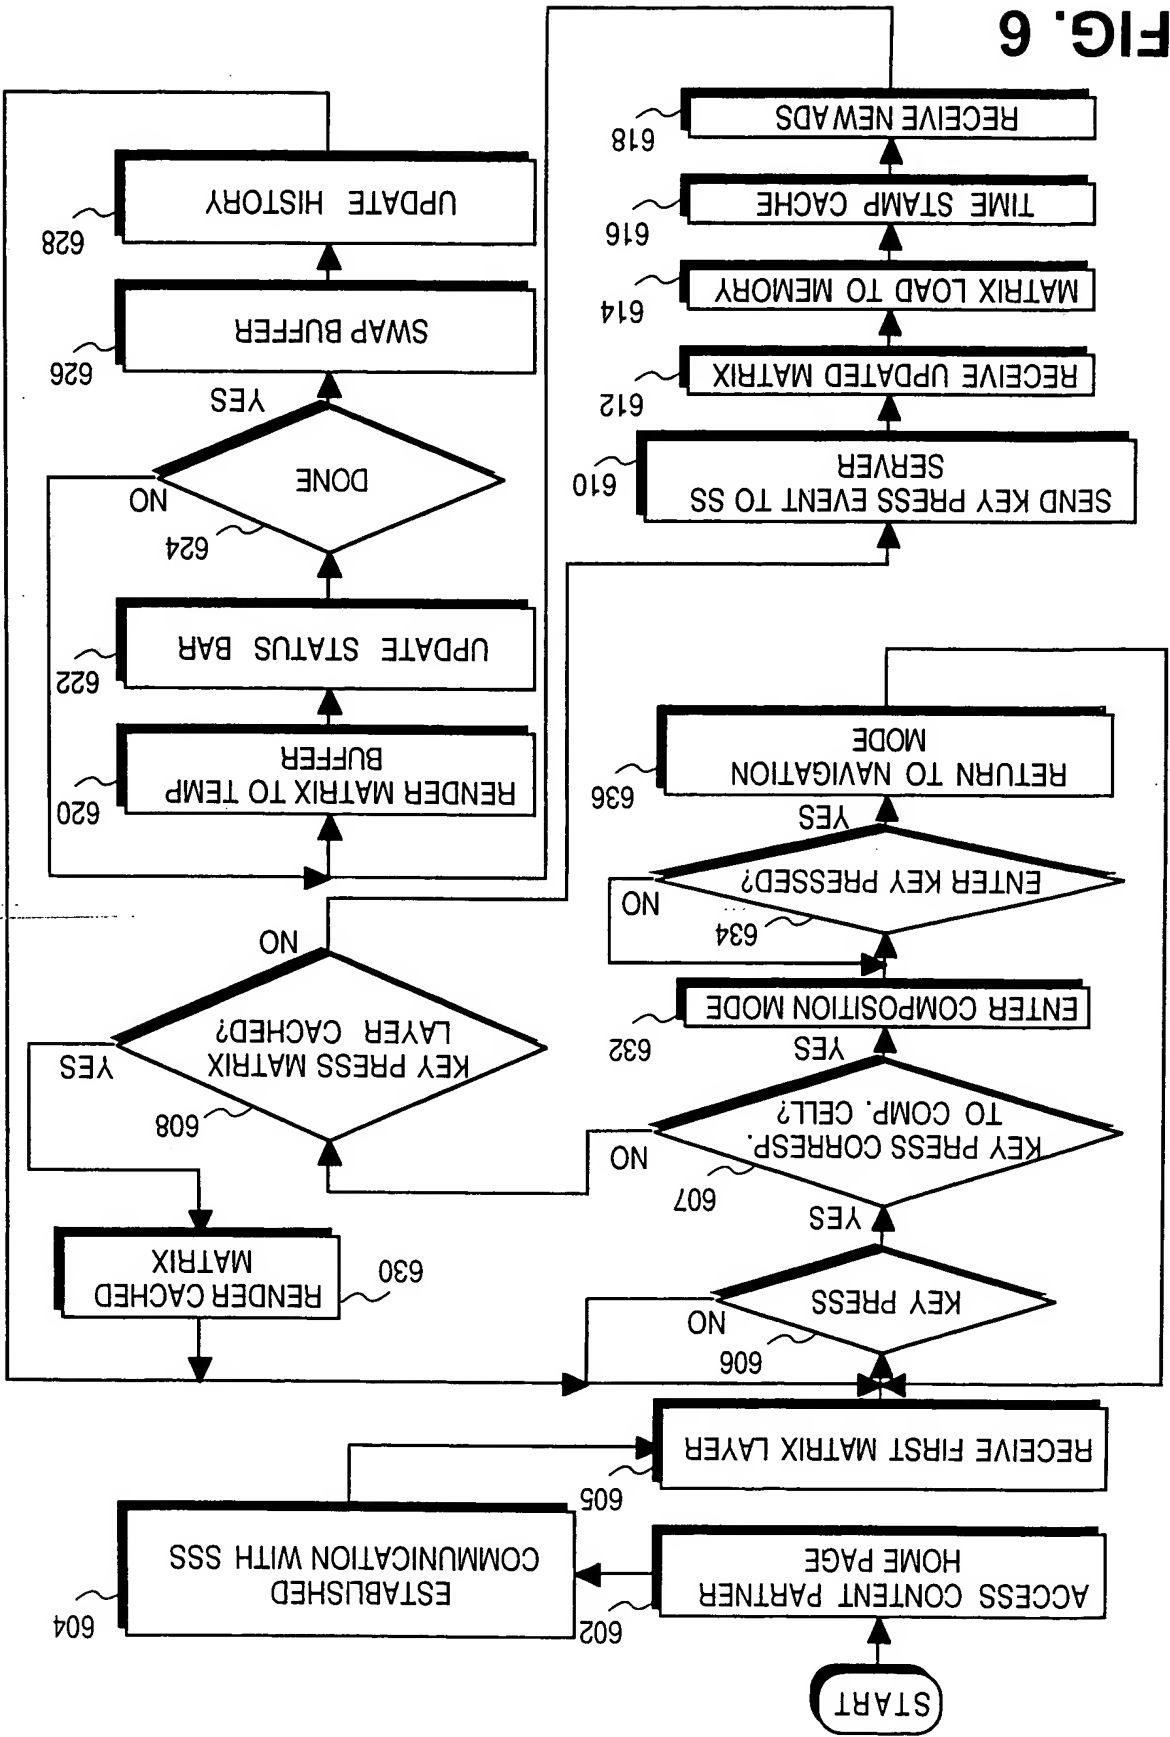 START
ACCESS CONTENT PARTNER
HOME PAGE
602
ESTABLISHED
COMMUNICATION WITH SSS
604
RECEIVE FIRST MATRIX LAYER
605
KEY PRESS
606
NO
YES
KEY PRESS CORRESP.
TO COMP. CELL?
607
NO
YES
ENTER COMPOSITION MODE
632
ENTER KEY PRESSED?
634
NO
YES
RETURN TO NAVIGATION
MODE
636
RENDER CACHED
MATRIX
630
KEY PRESS MATRIX
LAYER CACHED?
608
YES
NO
SEND KEY PRESS EVENT TO SS
SERVER
610
RECEIVE UPDATED MATRIX
612
MATRIX LOAD TO MEMORY
614
TIME STAMP CACHE
616
RECEIVE NEW ADS
618
RENDER MATRIX TO TEMP
BUFFER
620
UPDATE STATUS BAR
622
DONE
624
NO
YES
SWAP BUFFER
626
UPDATE HISTORY
628
FIG. 6